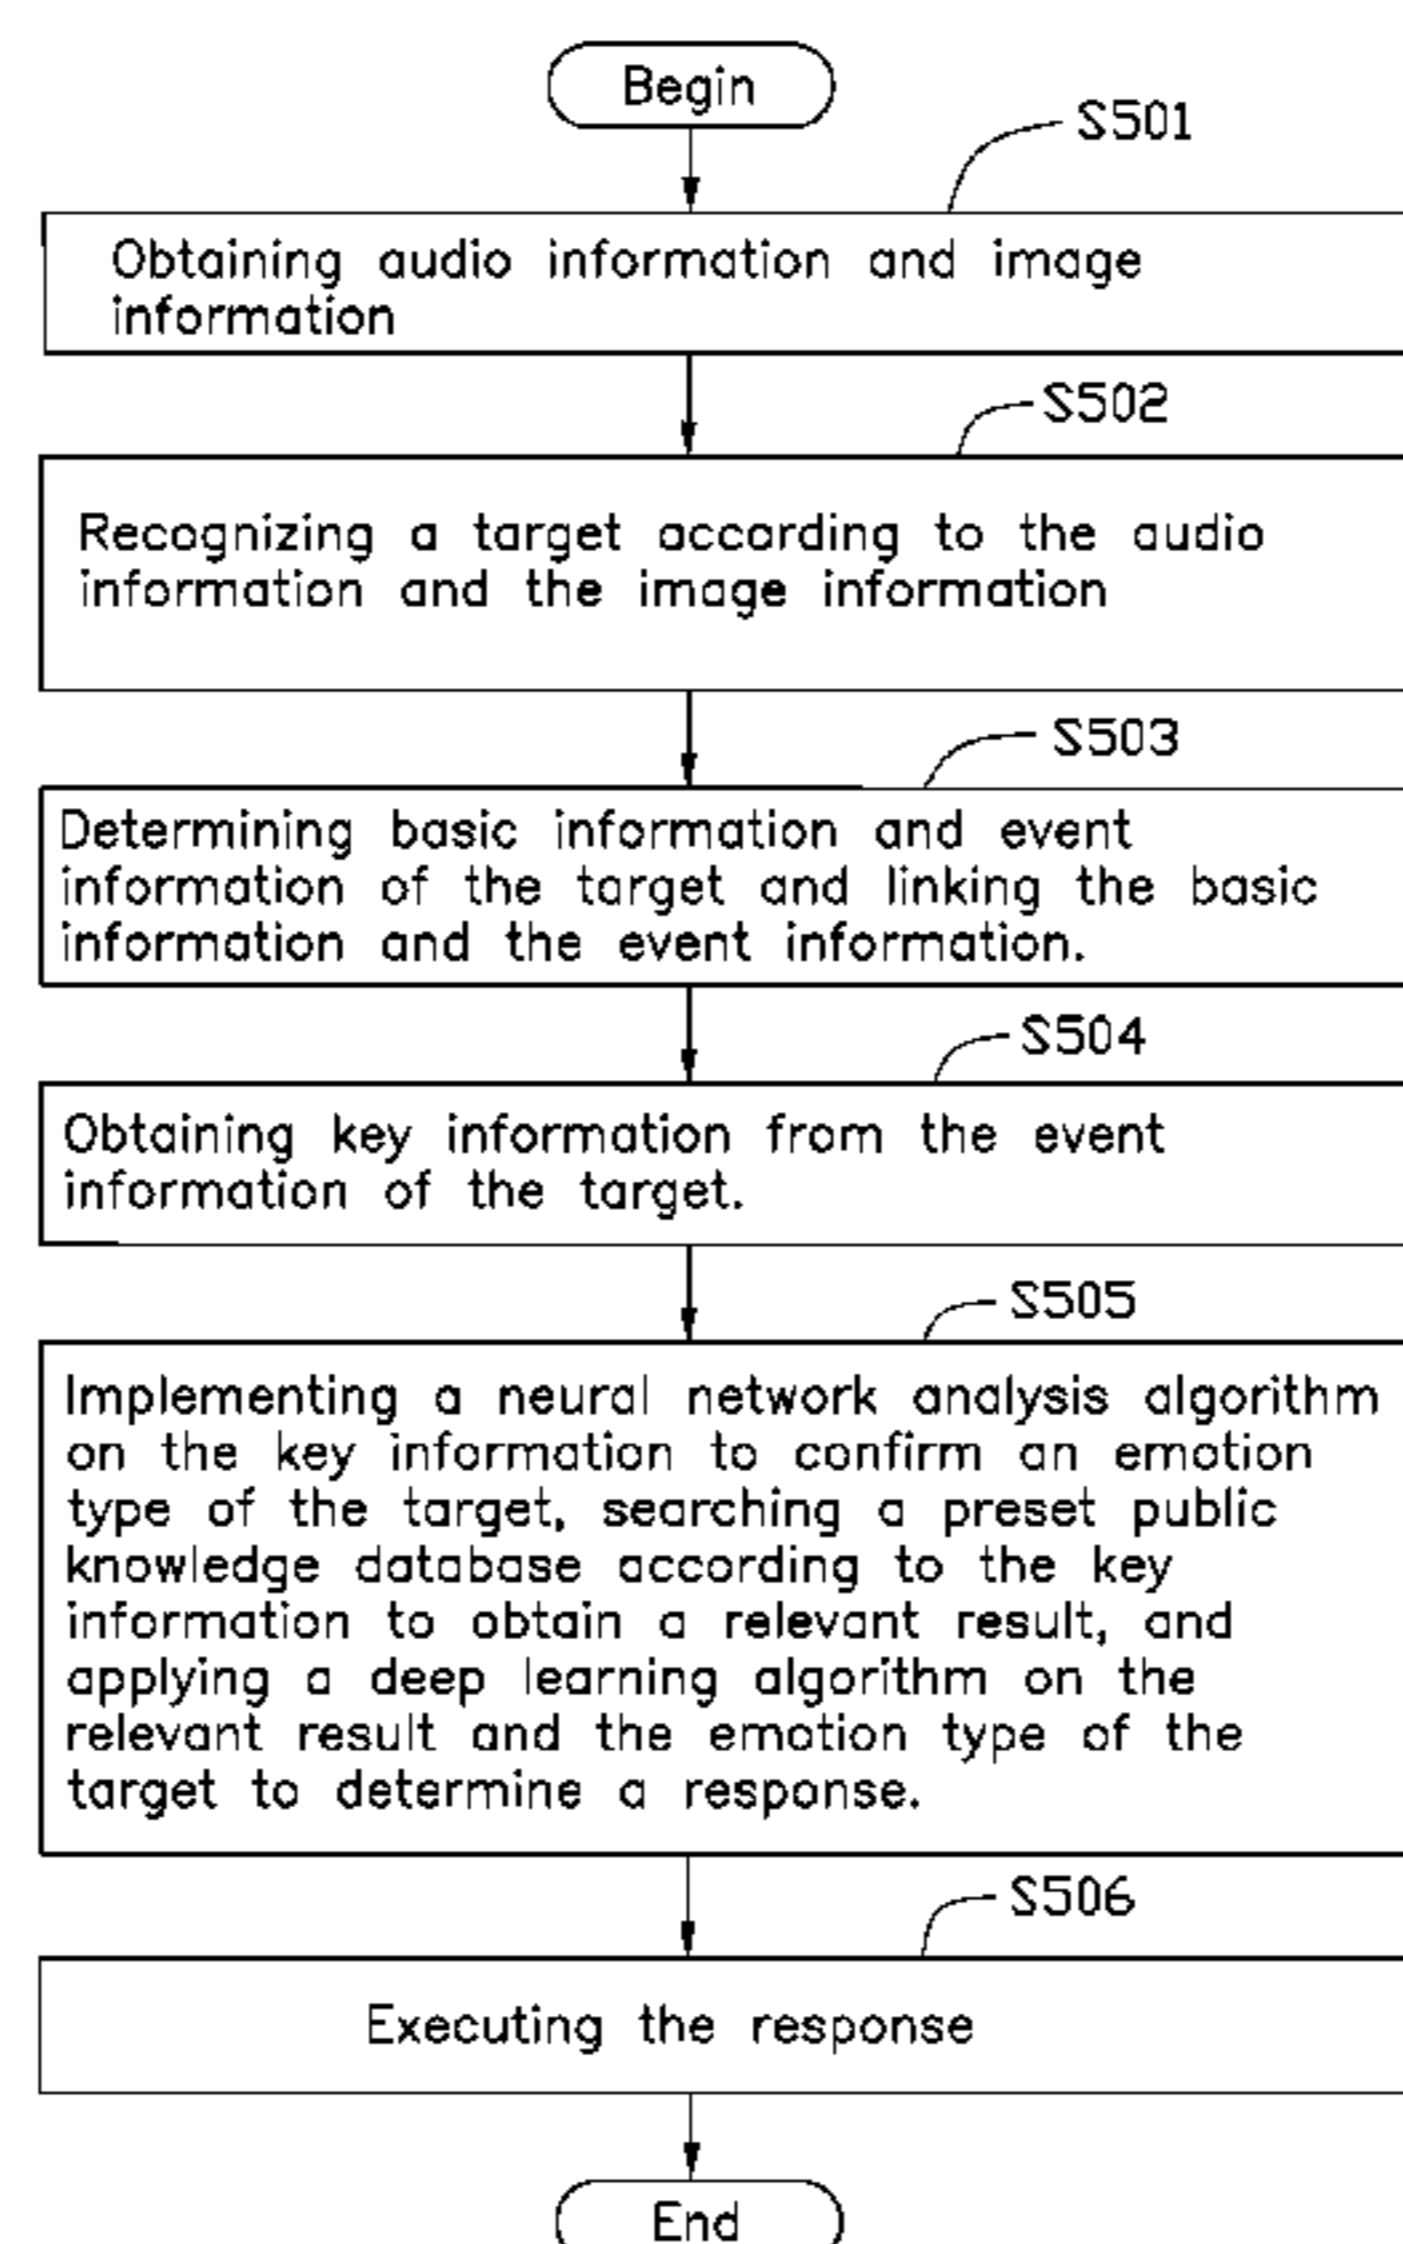 Begin
S501
Obtaining audio information and image
information
S502
Recognizing a target according to the audio
information and the image information
S503
Determining basic information and event
information of the target and linking the basic
information and the event information.
S504
Obtaining key information from the event
information of the target.
S505
Implementing a neural network analysis algorithm
on the key information to confirm an emotion
type of the target, searching a preset public
knowledge database according to the key
information to obtain a relevant result, and
applying a deep learning algorithm on the
relevant result and the emotion type of the
target to determine a response.
S506
Executing the response
End